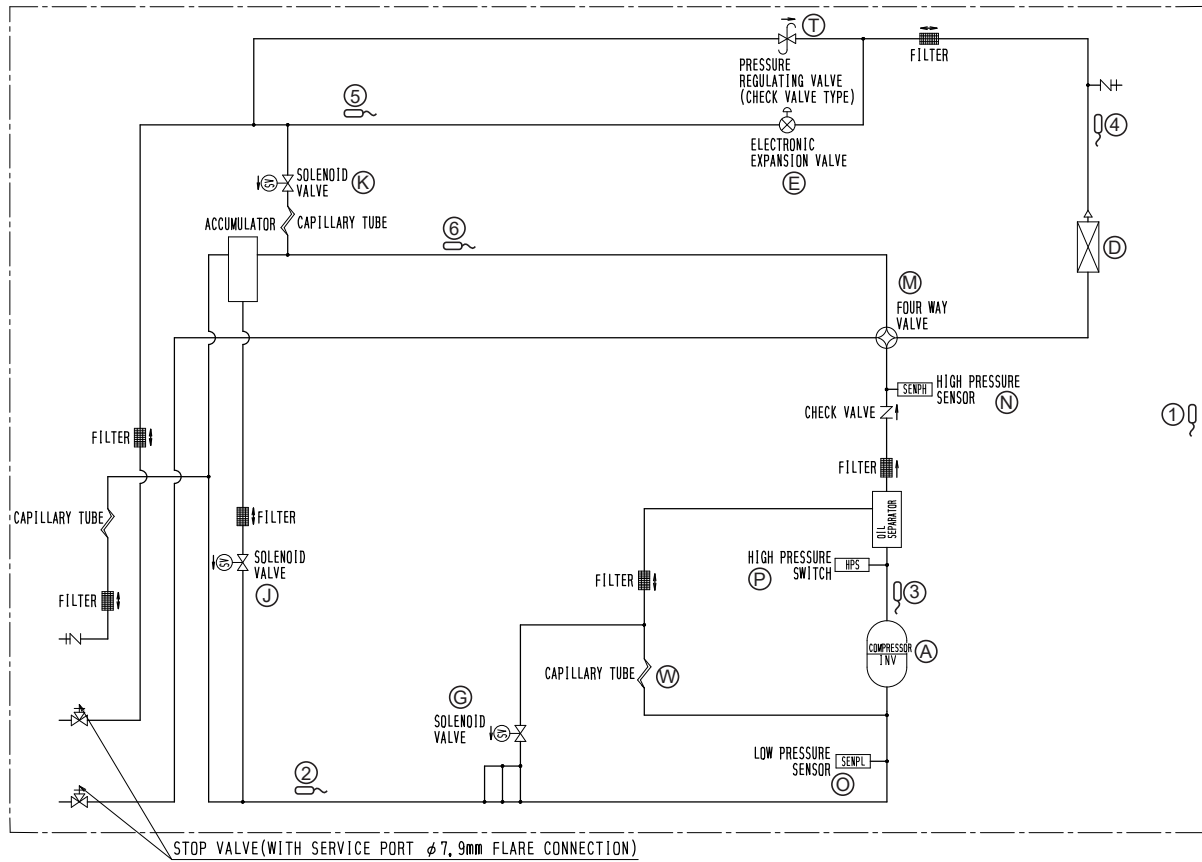 T
PRESSURE
REGULATING VALVE
(CHECK VALVE TYPE)
FILTER
5
4
ELECTRONIC
EXPANSION VALVE
E
SV
SOLENOID
VALVE
K
ACCUMULATOR
CAPILLARY TUBE
6
D
M
FOUR WAY
VALVE
SENPH
HIGH PRESSURE
SENSOR
N
CHECK VALVE
1
FILTER
FILTER
CAPILLARY TUBE
FILTER
OIL
SEPARATOR
SV
SOLENOID
VALVE
J
HIGH PRESSURE
SWITCH
HPS
P
FILTER
3
FILTER
COMPRESSOR
INV
A
CAPILLARY TUBE
W
G
SOLENOID
VALVE
SV
LOW PRESSURE
SENSOR
SENPL
O
2
STOP VALVE(WITH SERVICE PORT φ7,9mm FLARE CONNECTION)